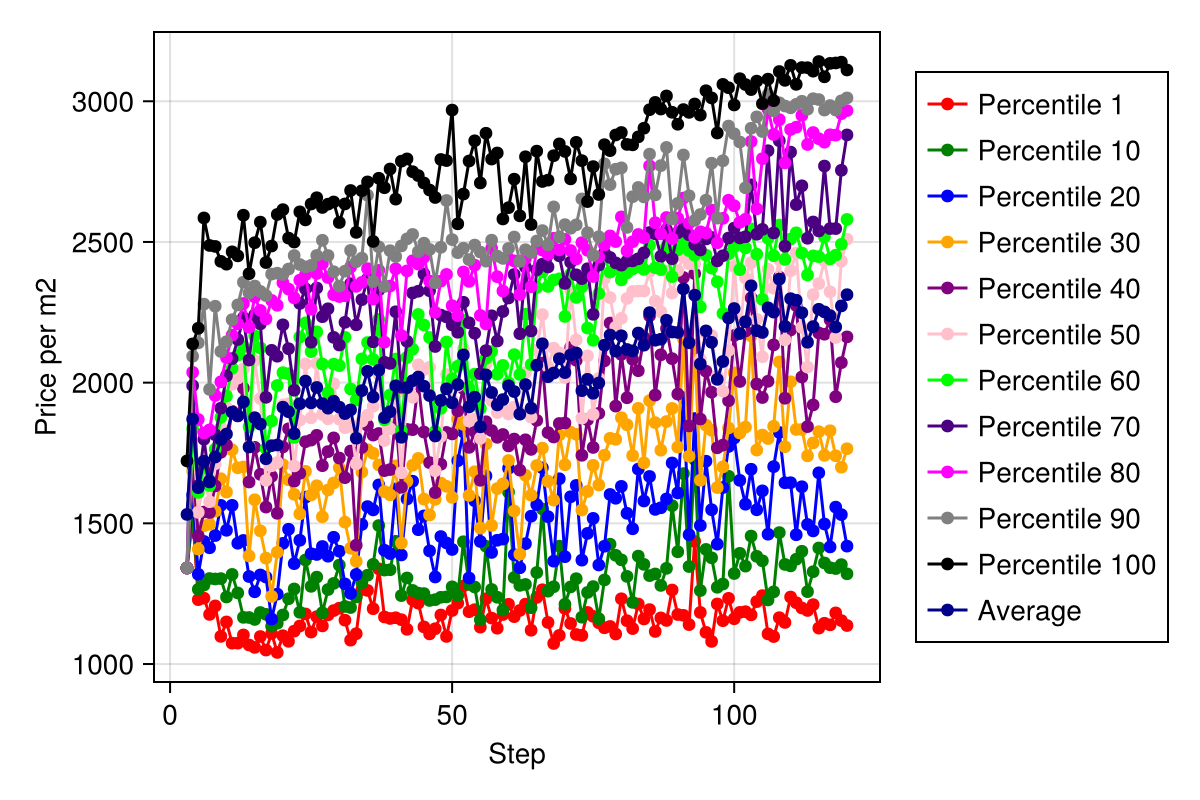 Price per m2
3000
2500
2000
1500
1000
0
50
100
Step
Percentile 1
Percentile 10
Percentile 20
Percentile 30
Percentile 40
Percentile 50
Percentile 60
Percentile 70
Percentile 80
Percentile 90
Percentile 100
Average